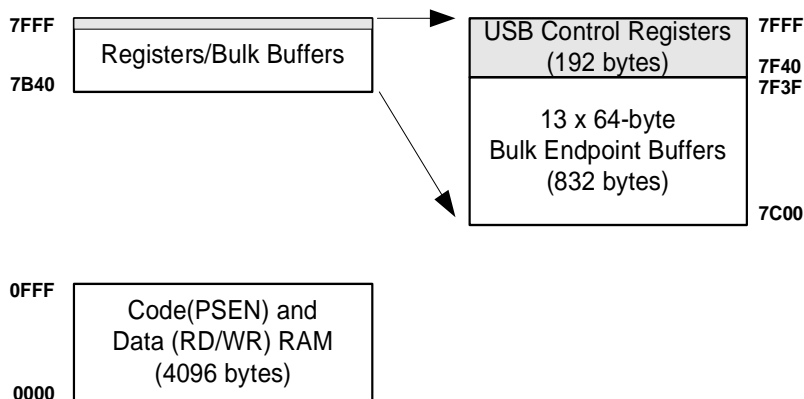 7FFF
Registers/Bulk Buffers
7B40
USB Control Registers
(192 bytes)
7FFF
7F40
7F3F
13 x 64-byte
Bulk Endpoint Buffers
(832 bytes)
7C00
0FFF
Code(PSEN) and
Data (RD/WR) RAM
(4096 bytes)
0000